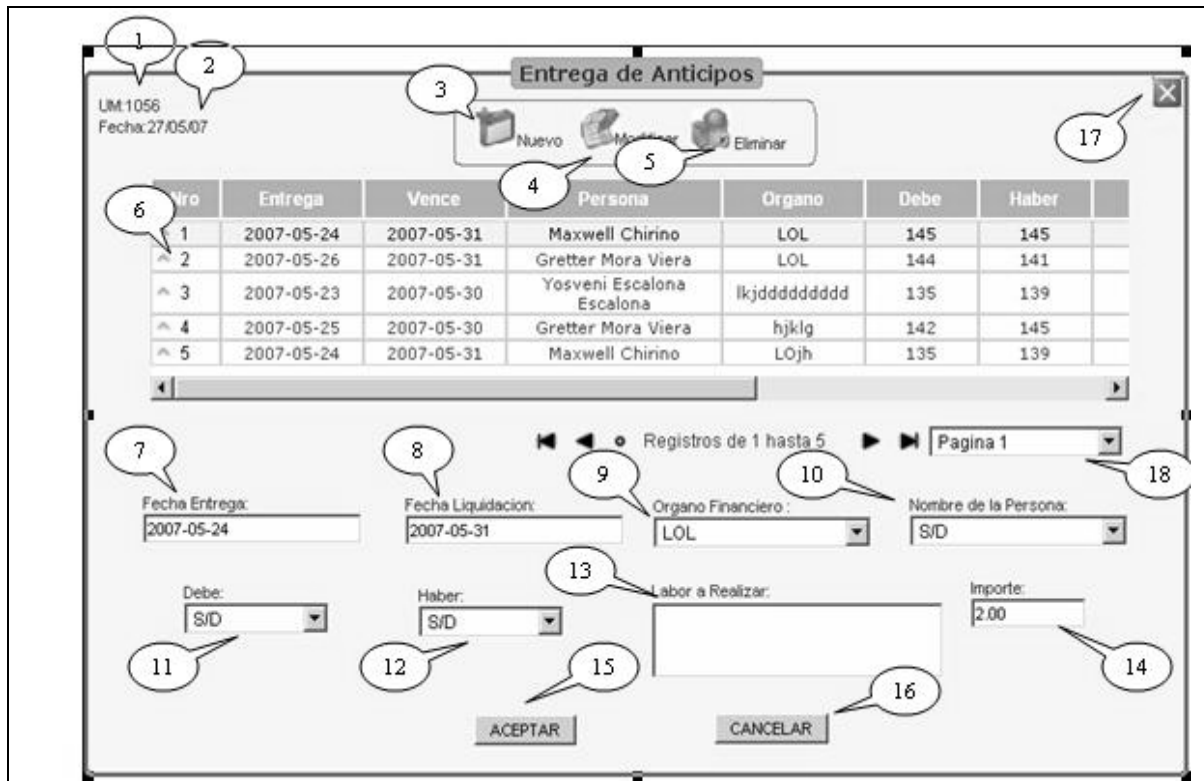 1
2
Entrega de Anticipos
3
17
UM:1056
Fecha:27/05/07
Nuevo
Modificar
Eliminar
4
5
6
Nro Entrega Vence Persona Organo Debe Haber
1 2007-05-24 2007-05-31 Maxwell Chirino LOL 145 145
2 2007-05-26 2007-05-31 Gretter Mora Viera LOL 144 141
3 2007-05-23 2007-05-30 Yosveni Escalona Escalona lkjddddddddd 135 139
4 2007-05-25 2007-05-30 Gretter Mora Viera hjklg 142 145
5 2007-05-24 2007-05-31 Maxwell Chirino LOjh 135 139
7
8
Registros de 1 hasta 5
Pagina 1
9
10
18
Fecha Entrega:
2007-05-24
Fecha Liquidacion:
2007-05-31
Organo Financiero :
LOL
Nombre de la Persona:
S/D
13
Debe:
S/D
Haber:
S/D
Labor a Realizar:
Importe:
2.00
11
12
15
14
16
ACEPTAR
CANCELAR